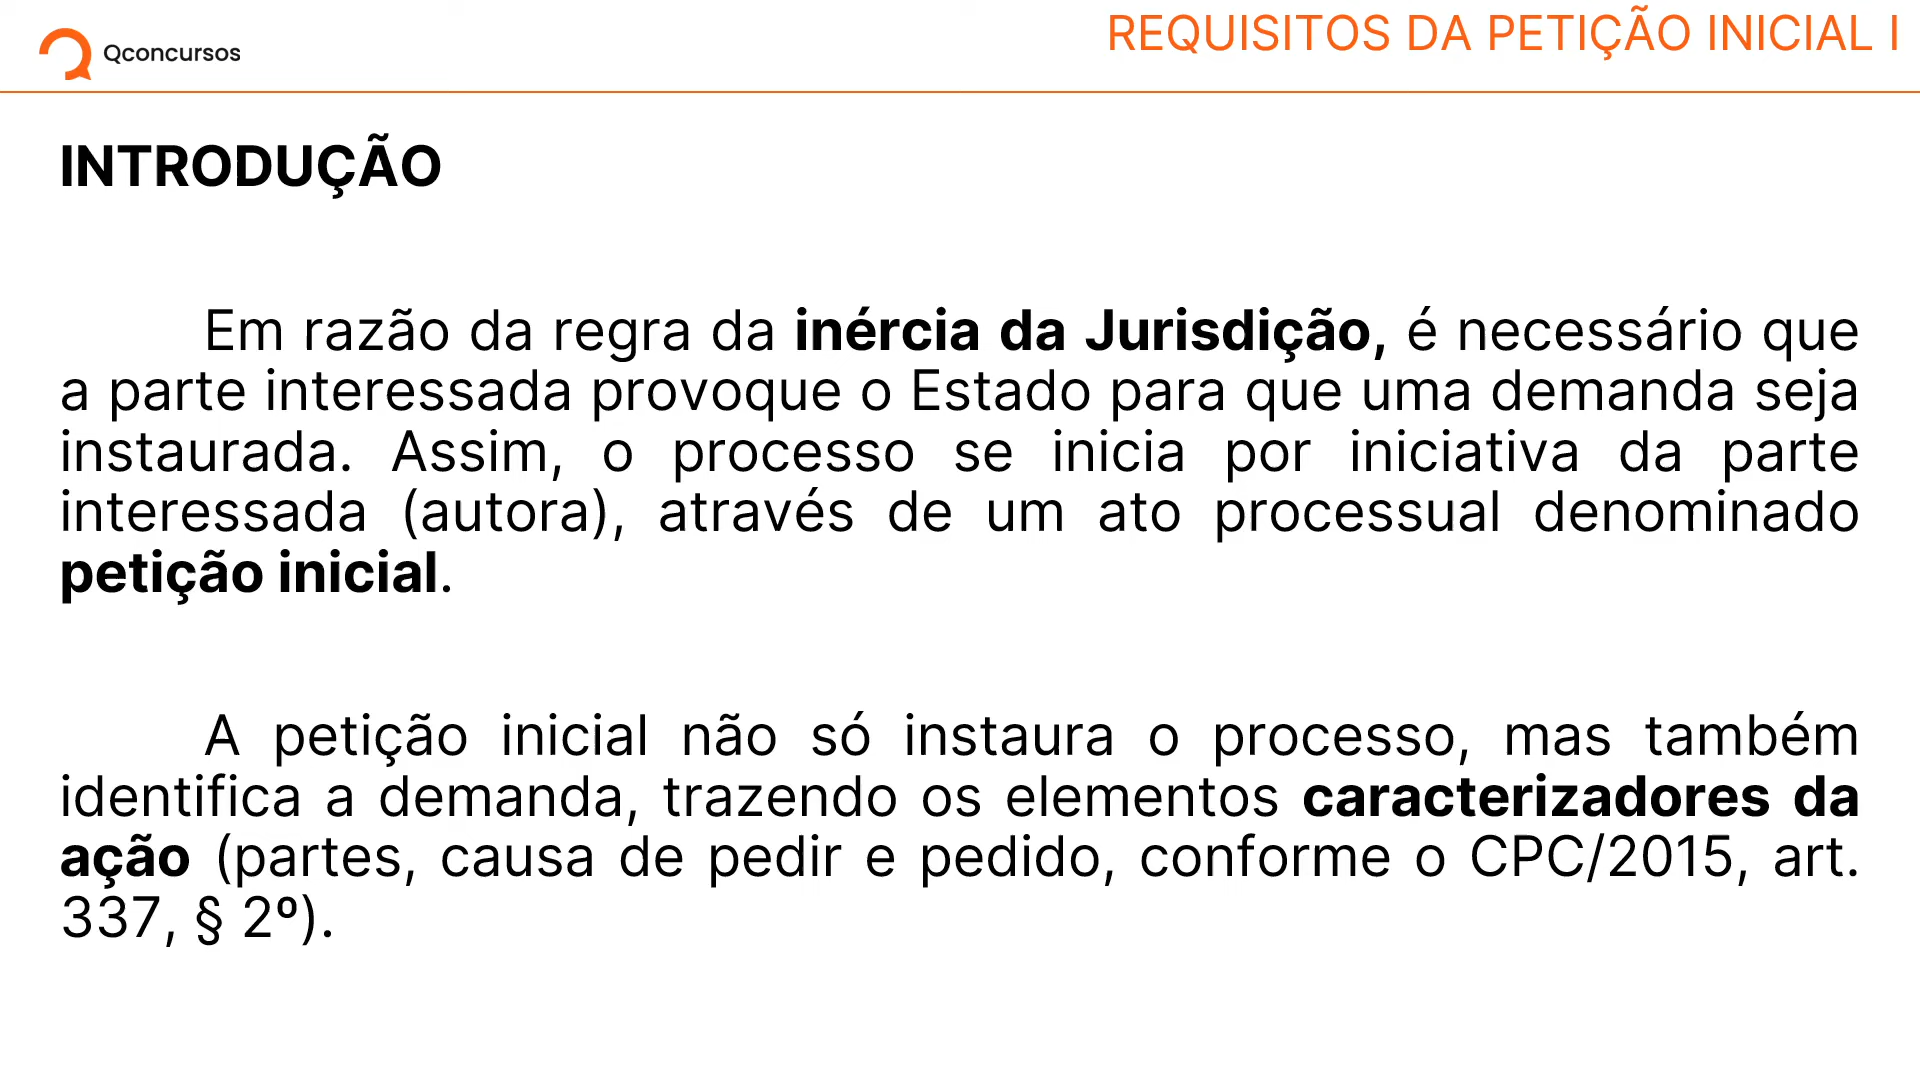 Qconcursos
REQUISITOS DA PETIÇÃO INICIAL I
INTRODUÇÃO
Em razão da regra da inércia da Jurisdição, é necessário que
a parte interessada provoque o Estado para que uma demanda seja
instaurada. Assim, o processo se inicia por iniciativa da parte
interessada (autora), através de um ato processual denominado
petição inicial.
A petição inicial não só instaura o processo, mas também
identifica a demanda, trazendo os elementos caracterizadores da
ação (partes, causa de pedir e pedido, conforme o CPC/2015, art.
337, § 2º).